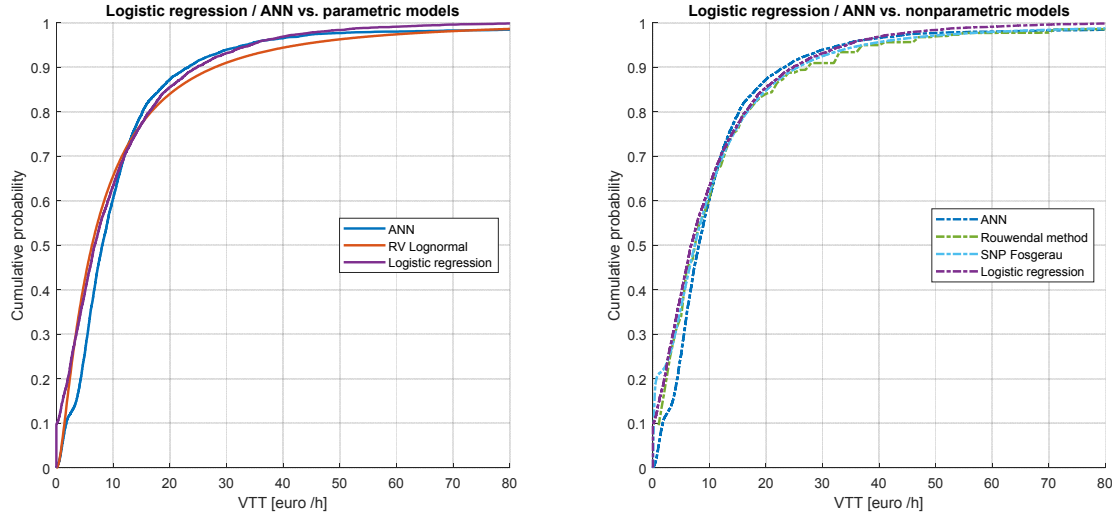 Logistic regression / ANN vs. parametric models
Cumulative probability
1
0.9
0.8
0.7
0.6
0.5
0.4
0.3
0.2
0.1
0
0 10 20 30 40 50 60 70 80
VTT [euro /h]
ANN
RV Lognormal
Logistic regression
Logistic regression / ANN vs. nonparametric models
Cumulative probability
1
0.9
0.8
0.7
0.6
0.5
0.4
0.3
0.2
0.1
0
0 10 20 30 40 50 60 70 80
VTT [euro /h]
ANN
Rouwendal method
SNP Fosgerau
Logistic regression